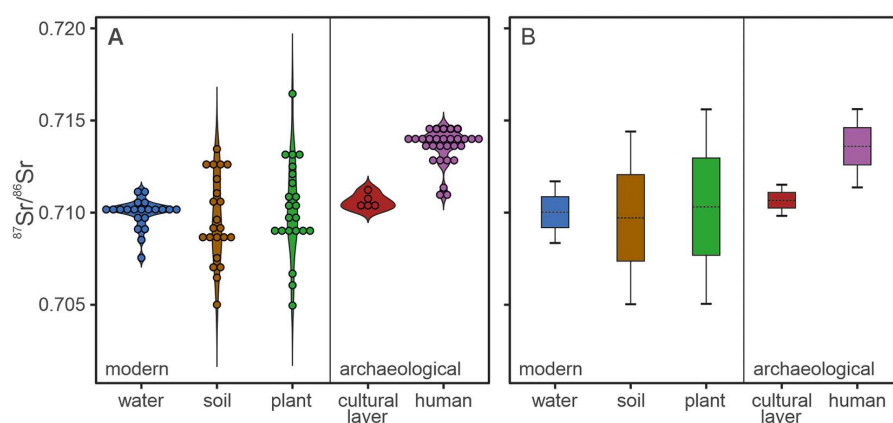 A
B
0.720
0.715
0.710
0.705
⁸⁷Sr/⁸⁶Sr
modern
archaeological
modern
archaeological
water
soil
plant
cultural
layer
human
water
soil
plant
cultural
layer
human